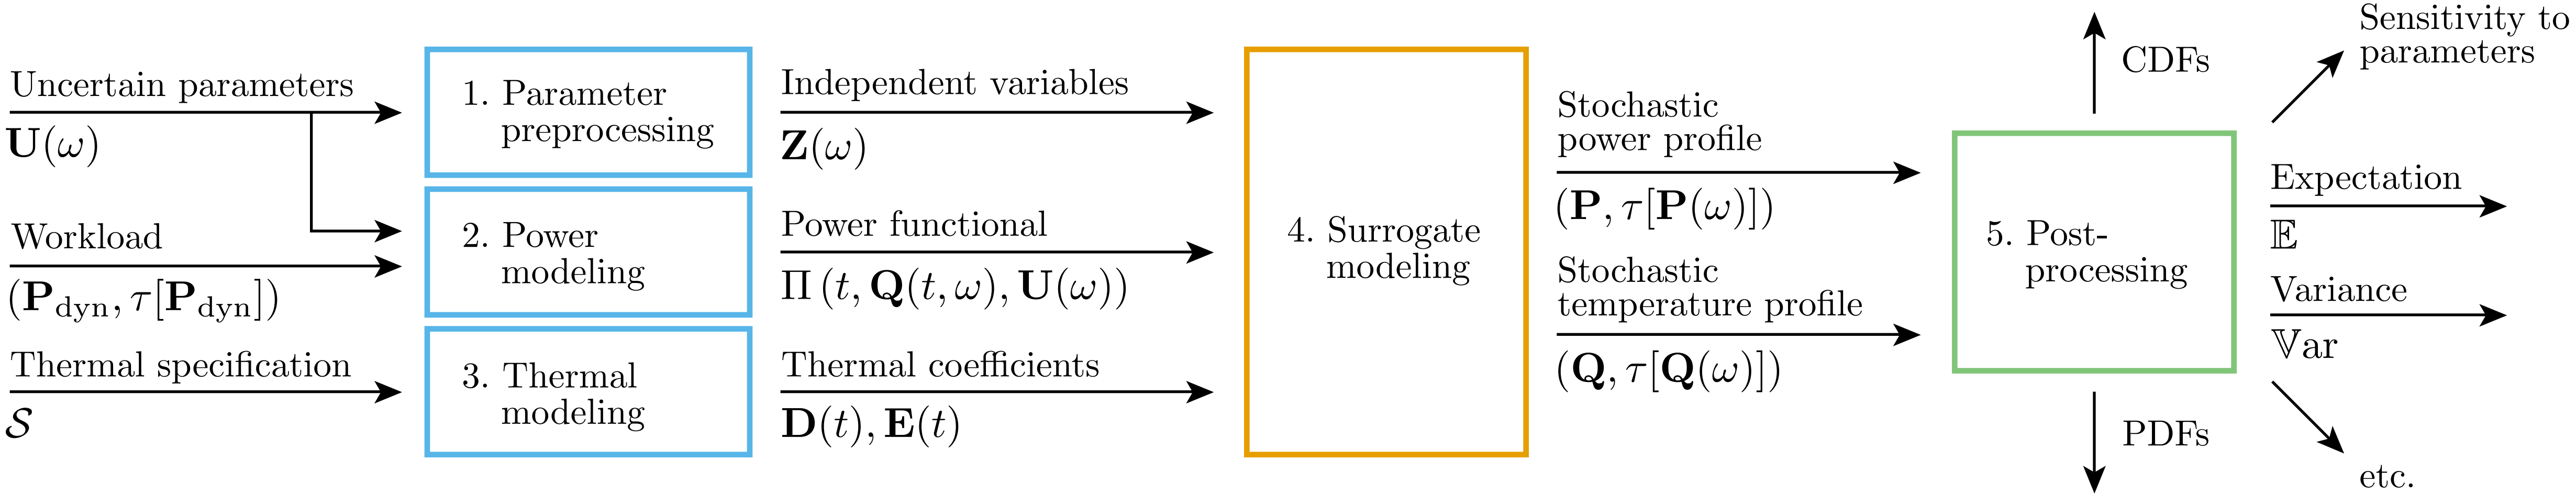 Uncertain parameters
𝐔(ω)
Workload
(𝐏dyn, τ[𝐏dyn])
Thermal specification
𝒮
1. Parameter
preprocessing
2. Power
modeling
3. Thermal
modeling
Independent variables
𝐙(ω)
Power functional
Π (t, 𝐐(t, ω), 𝐔(ω))
Thermal coefficients
𝐃(t), 𝐄(t)
4. Surrogate
modeling
Stochastic
power profile
(𝐏, τ[𝐏(ω)])
Stochastic
temperature profile
(𝐐, τ[𝐐(ω)])
5. Post-
processing
CDFs
Sensitivity to
parameters
Expectation
𝔼
Variance
𝕍ar
PDFs
etc.